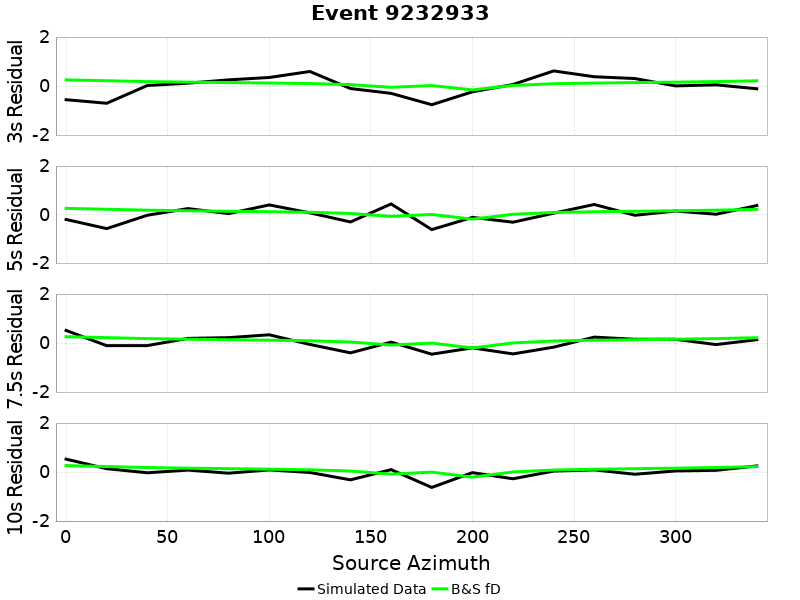 Event 9232933
3s Residual
2
0
-2
5s Residual
2
0
-2
7.5s Residual
2
0
-2
10s Residual
2
0
-2
0 50 100 150 200 250 300
Source Azimuth
Simulated Data B&S fD